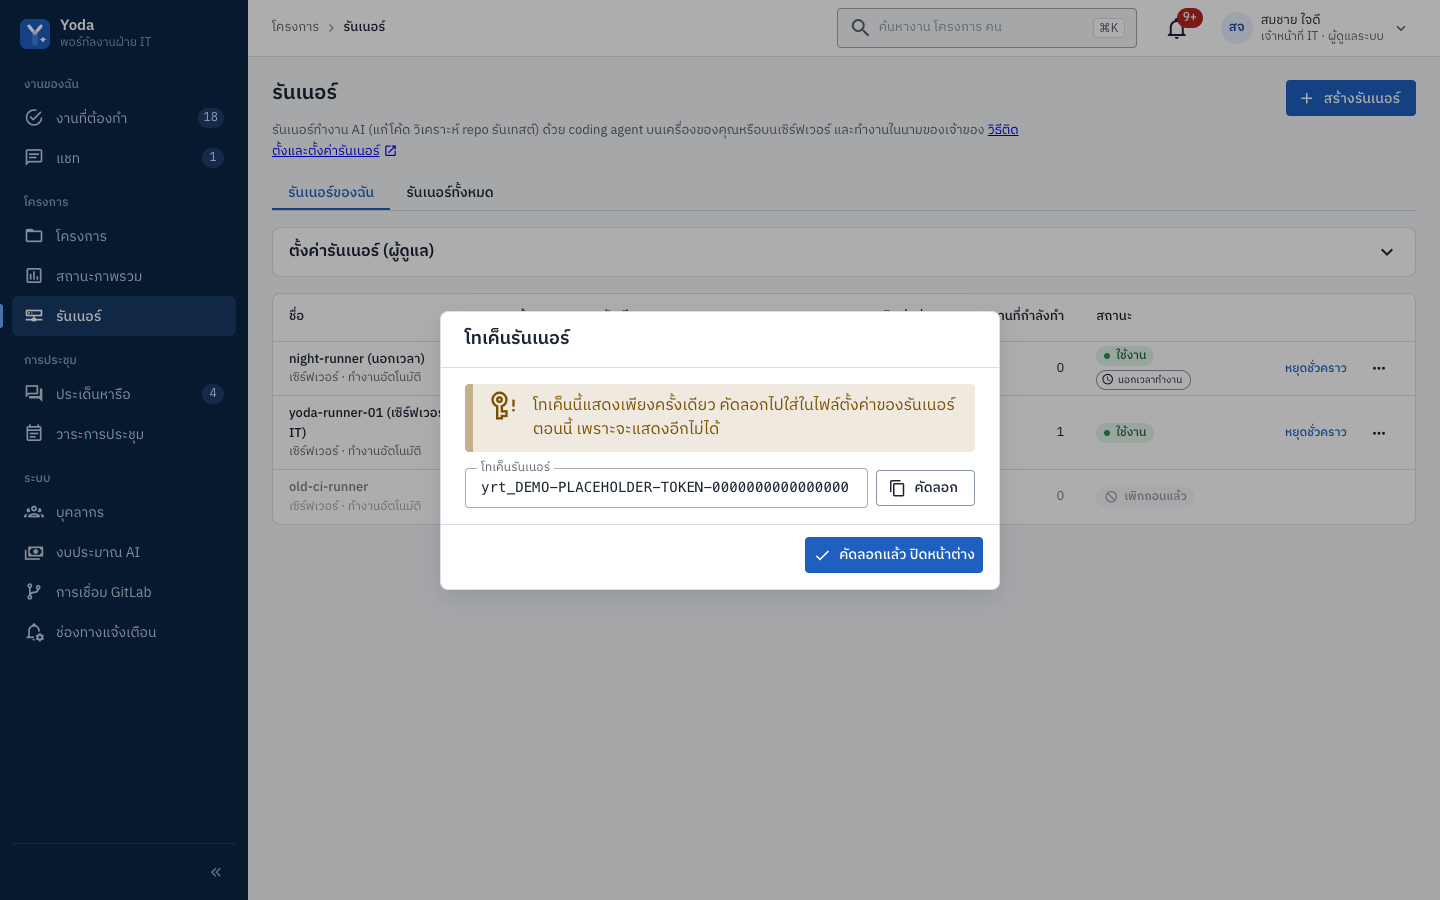 Yoda
พอร์ทัลงานฝ่าย IT
งานของฉัน
งานที่ต้องทำ 18
แชท 1
โครงการ
โครงการ
สถานะภาพรวม
รันเนอร์
การประชุม
ประเด็นหารือ 4
วาระการประชุม
ระบบ
บุคลากร
งบประมาณ AI
การเชื่อม GitLab
ช่องทางแจ้งเตือน
โครงการ > รันเนอร์
ค้นหางาน โครงการ คน ⌘K
9+
สจ
สมชาย ใจดี
เจ้าหน้าที่ IT · ผู้ดูแลระบบ
รันเนอร์
+ สร้างรันเนอร์
รันเนอร์ทำงาน AI (แก้โค้ด วิเคราะห์ repo รันเทสต์) ด้วย coding agent บนเครื่องของคุณหรือบนเซิร์ฟเวอร์ และทำงานในนามของเจ้าของ วิธีติด
ตั้งและตั้งค่ารันเนอร์
รันเนอร์ของฉัน รันเนอร์ทั้งหมด
ตั้งค่ารันเนอร์ (ผู้ดูแล)
ชื่อ สถานะ
night-runner (นอกเวลา)
เซิร์ฟเวอร์ · ทำงานอัตโนมัติ
0
ใช้งาน
นอกเวลาทำงาน
หยุดชั่วคราว
yoda-runner-01
IT)
เซิร์ฟเวอร์ · ทำงานอัตโนมัติ
1
ใช้งาน
หยุดชั่วคราว
old-ci-runner
เซิร์ฟเวอร์ · ทำงานอัตโนมัติ
0
เพิกถอนแล้ว
โทเค็นรันเนอร์
โทเค็นนี้แสดงเพียงครั้งเดียว คัดลอกไปใส่ในไฟล์ตั้งค่าของรันเนอร์
ตอนนี้ เพราะจะแสดงอีกไม่ได้
โทเค็นรันเนอร์
yrt_DEMO-PLACEHOLDER-TOKEN-0000000000000000
คัดลอก
คัดลอกแล้ว ปิดหน้าต่าง